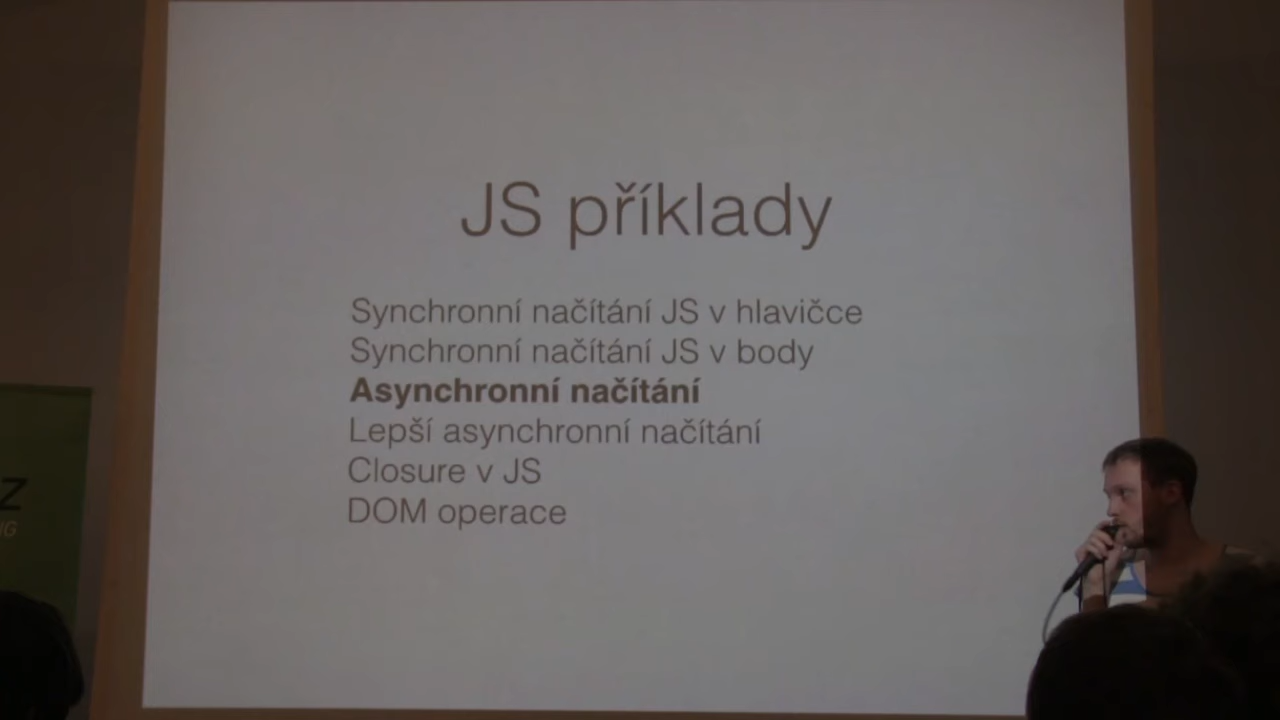 JS příklady
Synchronní načítání JS v hlavičce
Synchronní načítání JS v body
Asynchronní načítání
Lepší asynchronní načítání
Closure v JS
DOM operace
Z
IG